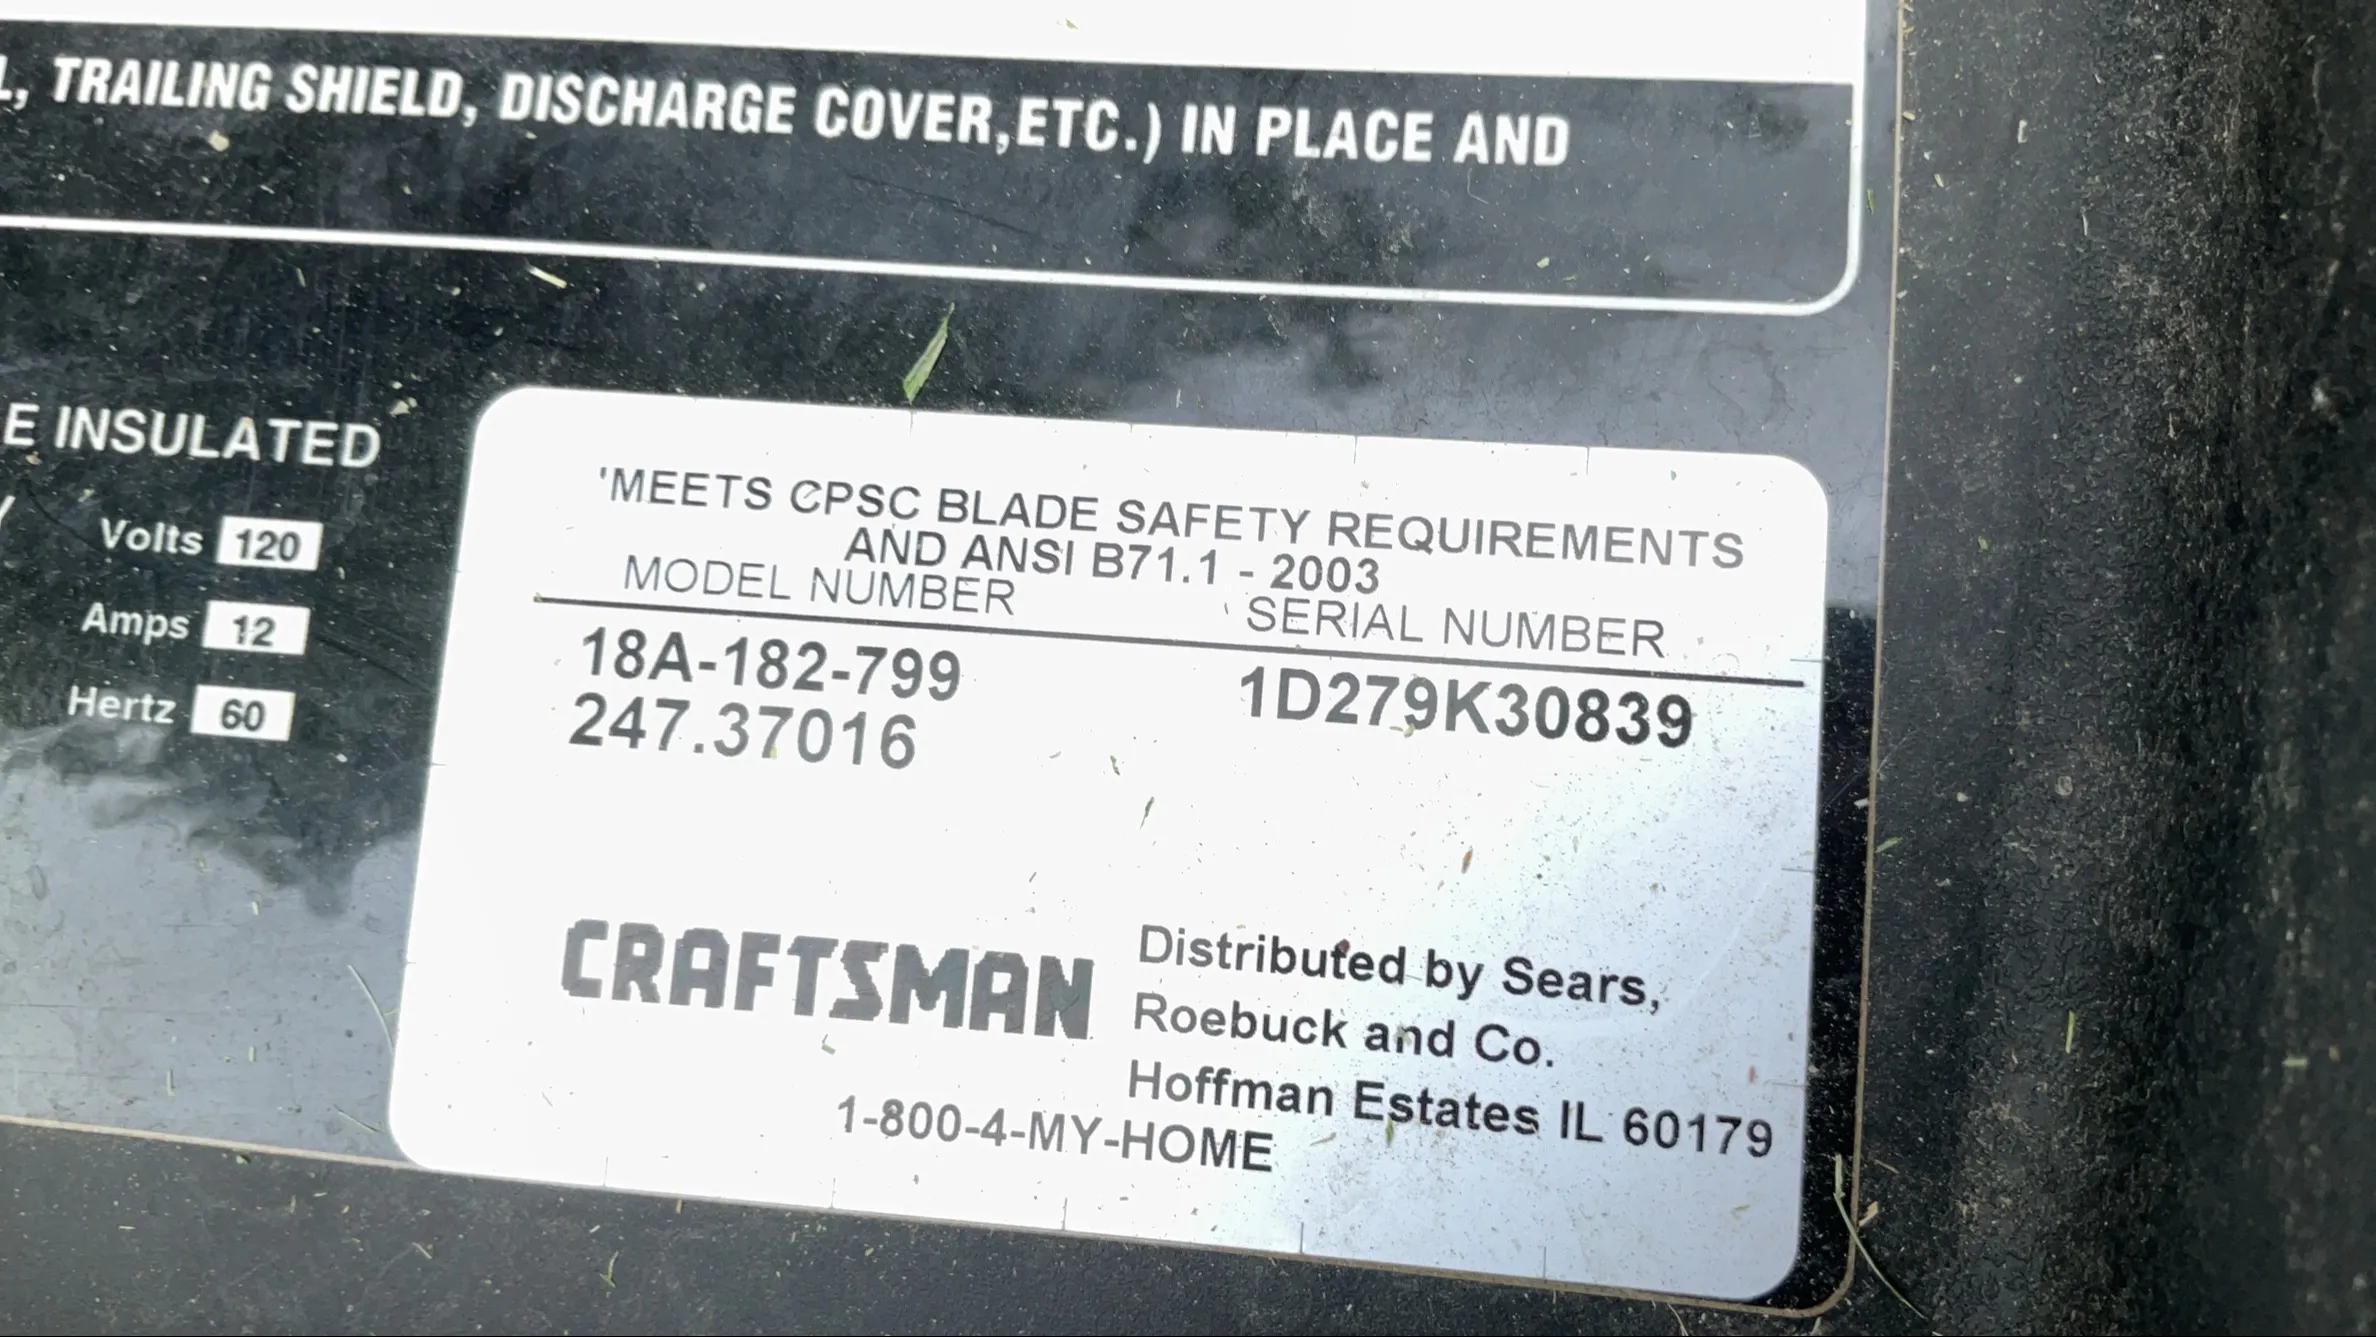 , TRAILING SHIELD, DISCHARGE COVER,ETC.) IN PLACE AND
E INSULATED
Volts 120
Amps 12
Hertz 60
'MEETS CPSC BLADE SAFETY REQUIREMENTS
AND ANSI B71.1 - 2003
MODEL NUMBER
SERIAL NUMBER
18A-182-799
1D279K30839
247.37016
CRAFTSMAN
Distributed by Sears,
Roebuck and Co.
Hoffman Estates IL 60179
1-800-4-MY-HOME